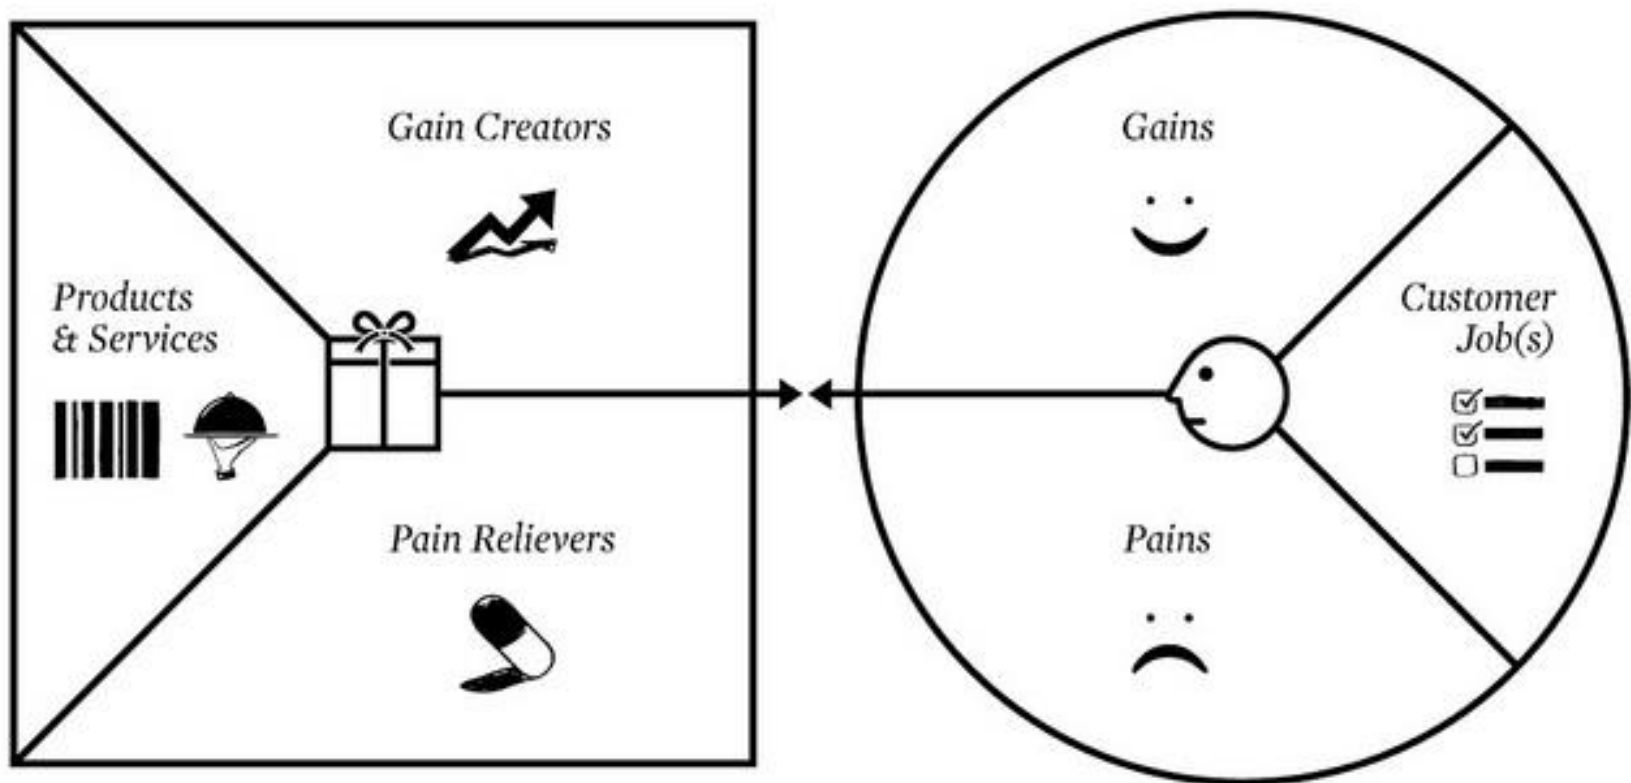 Gain Creators
Products
& Services
Pain Relievers
Gains
Customer
Job(s)
Pains